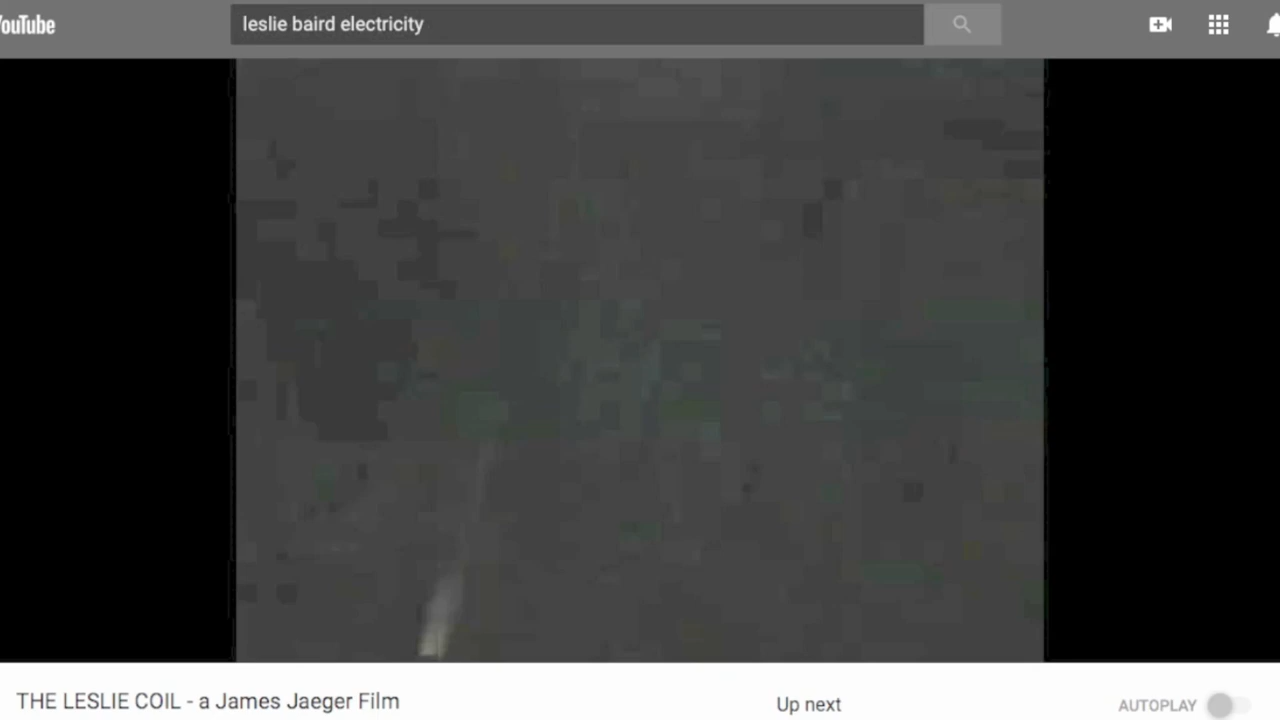 YouTube
leslie baird electricity
THE LESLIE COIL - a James Jaeger Film
Up next
AUTOPLAY